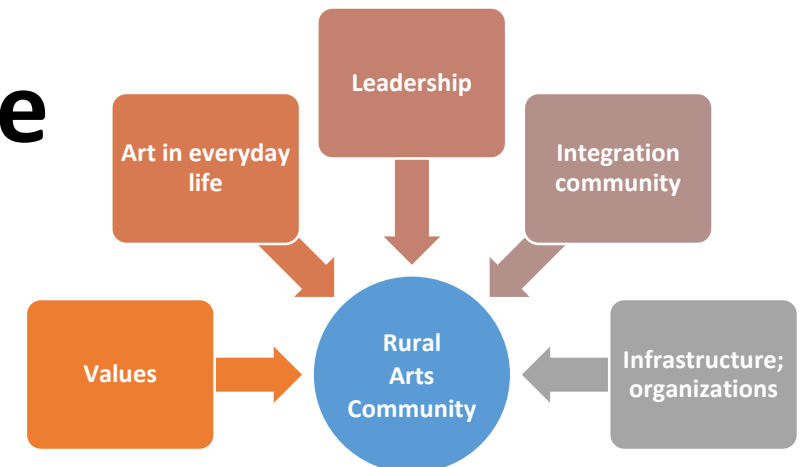 e
Leadership
Art in everyday
life
Integration
community
Values
Rural
Arts
Community
Infrastructure;
organizations